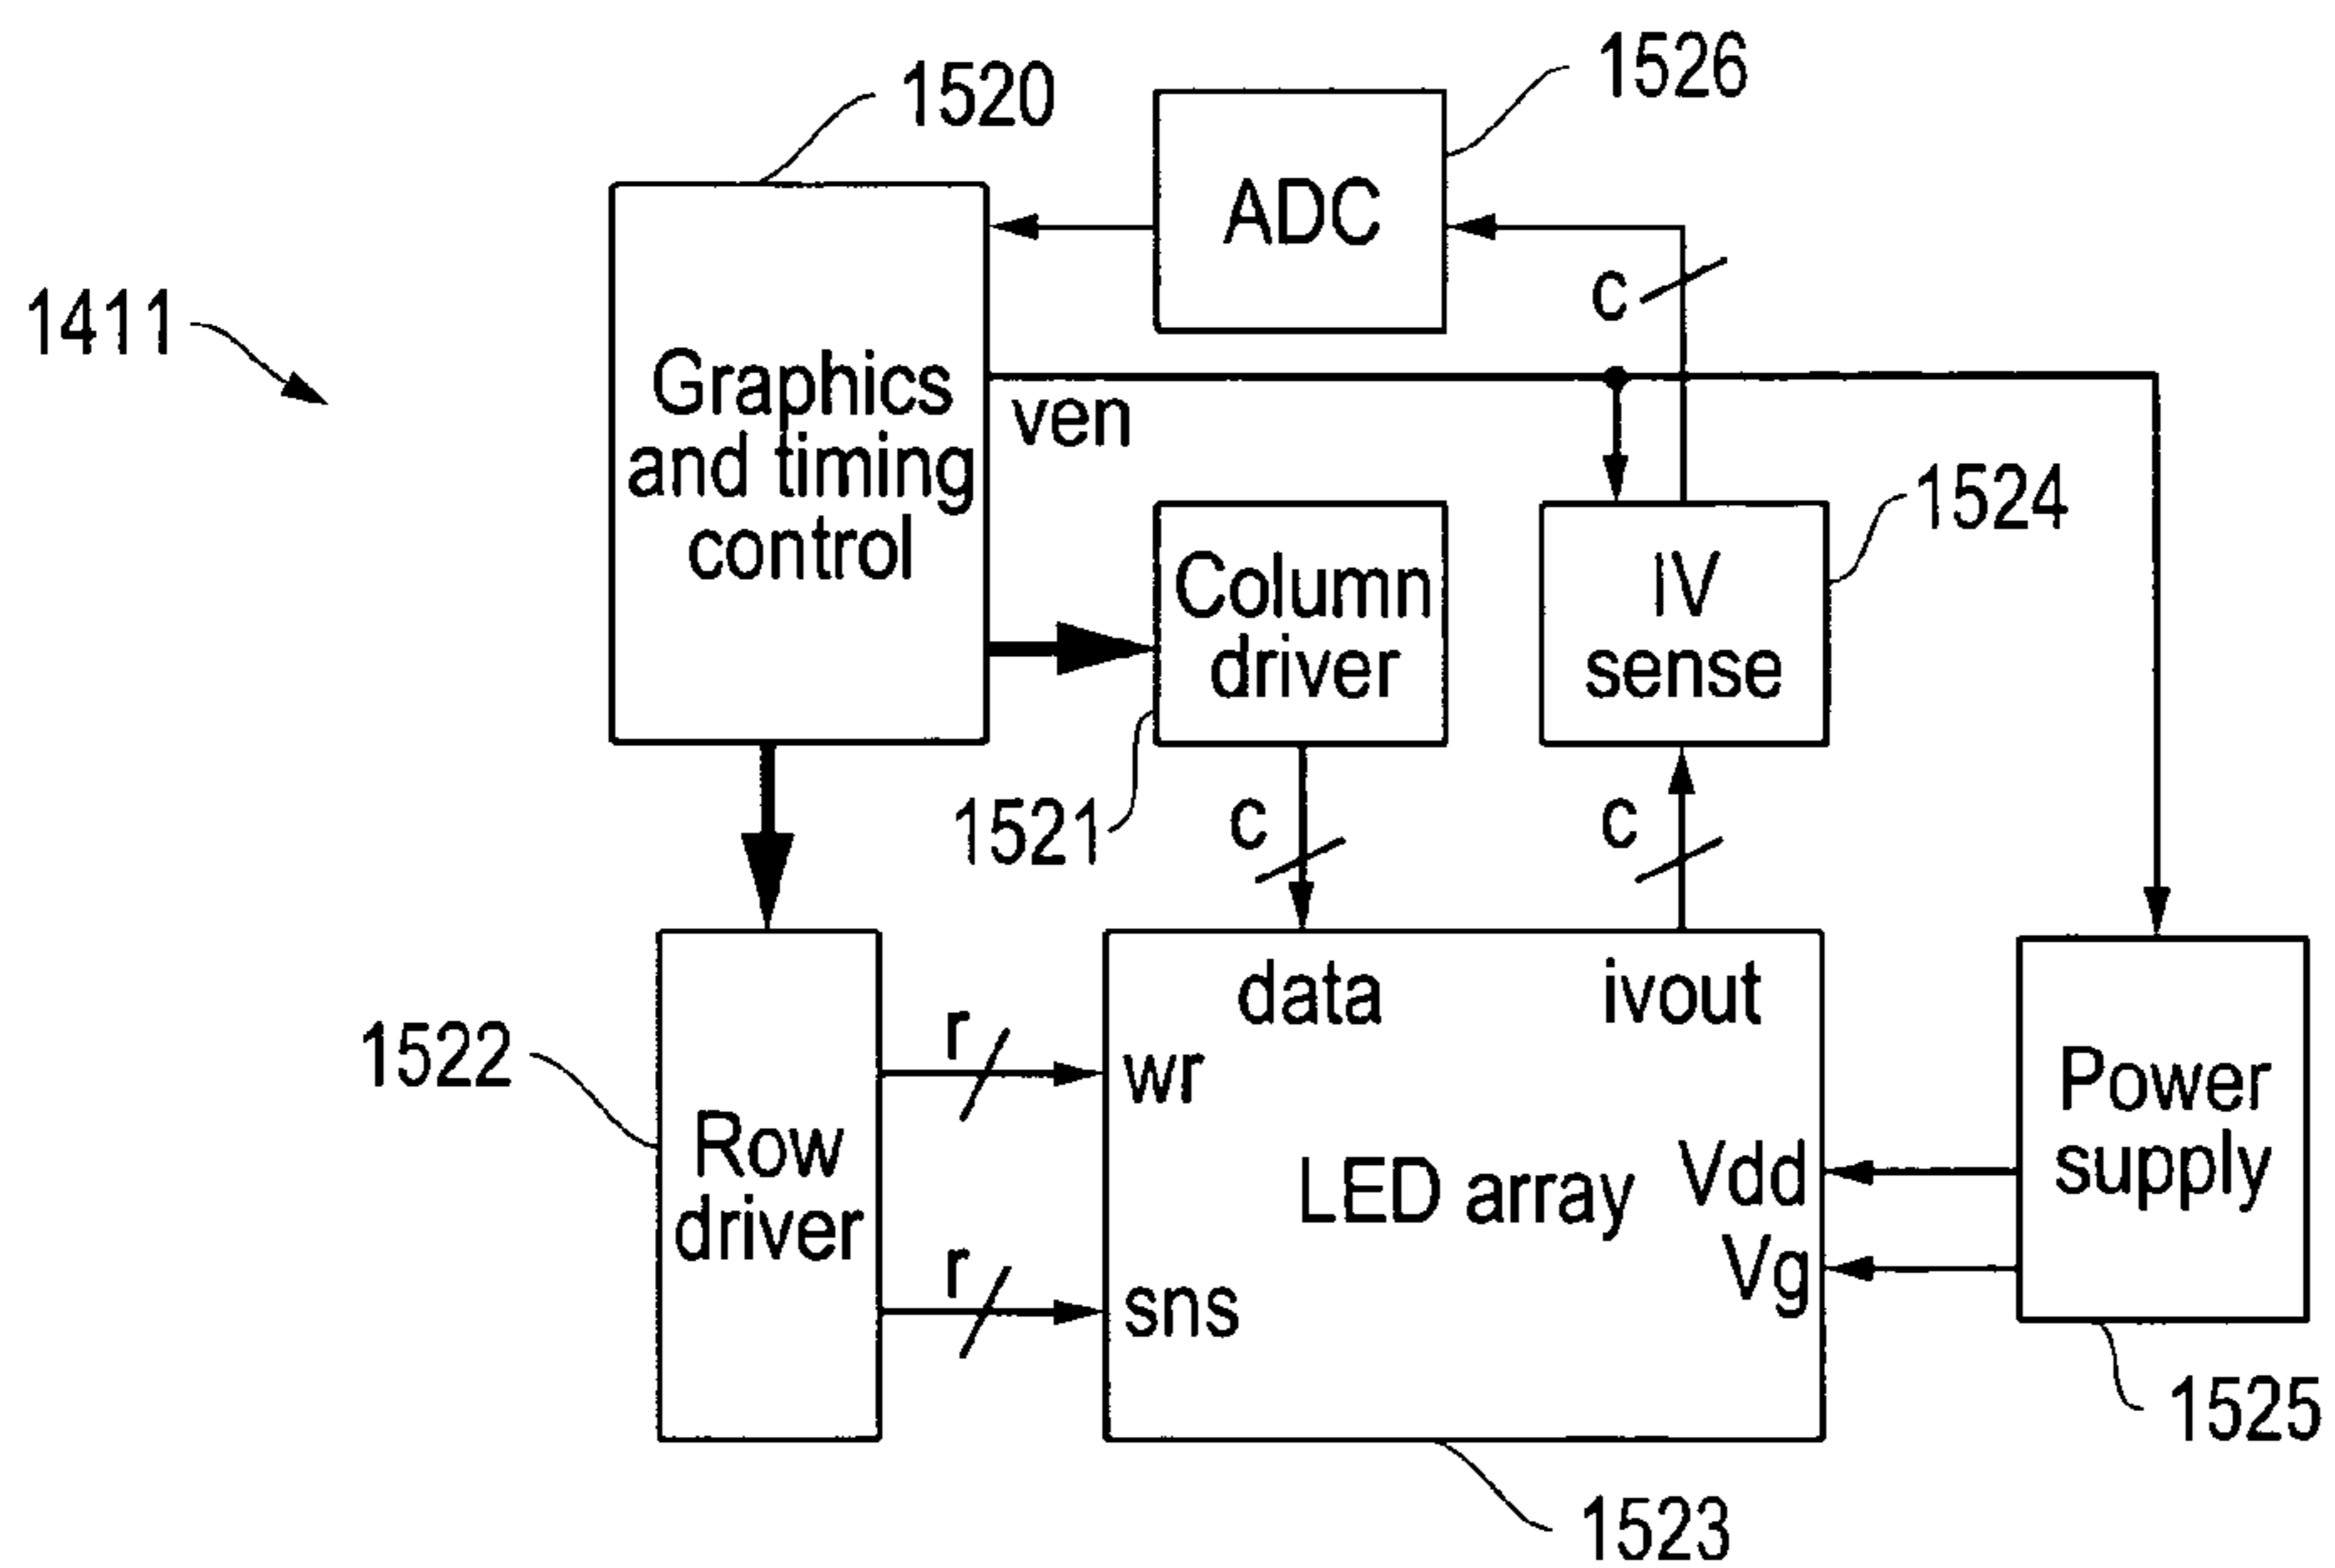 1526
1520
ADC
c
1411
Graphics
and timing
control
ven
1524
Column
driver
IV
sense
1521
c
c
data
ivout
1522
r
wr
Row
driver
LED array
Vdd
Vg
Power
supply
r
sns
1525
1523